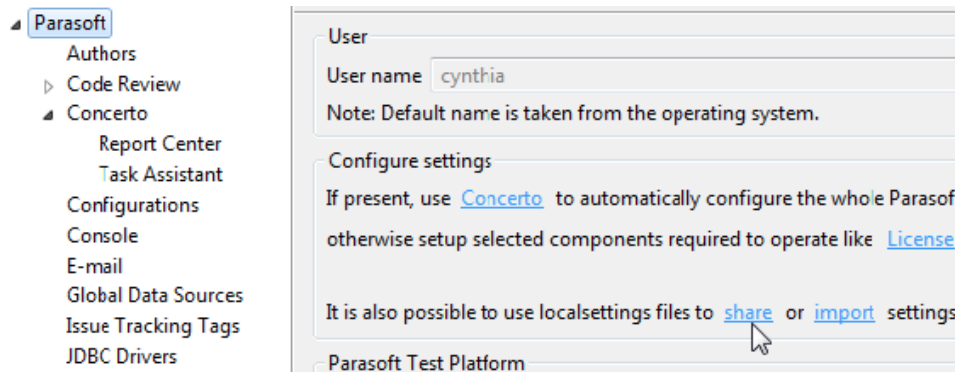 Parasoft
Authors
Code Review
Concerto
Report Center
Task Assistant
Configurations
Console
E-mail
Global Data Sources
Issue Tracking Tags
JDBC Drivers
User
User name cynthia
Note: Default name is taken from the operating system.
Configure settings
If present, use Concerto to automatically configure the whole Parasof
otherwise setup selected components required to operate like License
It is also possible to use localsettings files to share or import settings
Parasoft Test Platform